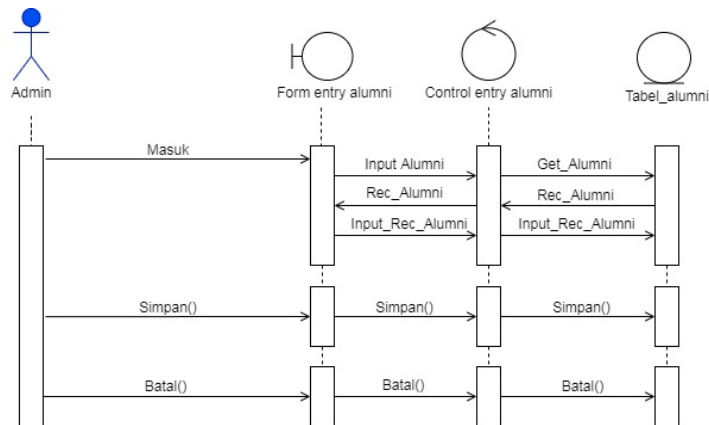 Admin
Form entry alumni
Control entry alumni
Tabel_alumni
Masuk
Input Alumni
Get_Alumni
Rec_Alumni
Rec_Alumni
Input_Rec_Alumni
Input_Rec_Alumni
Simpan()
Simpan()
Simpan()
Batal()
Batal()
Batal()